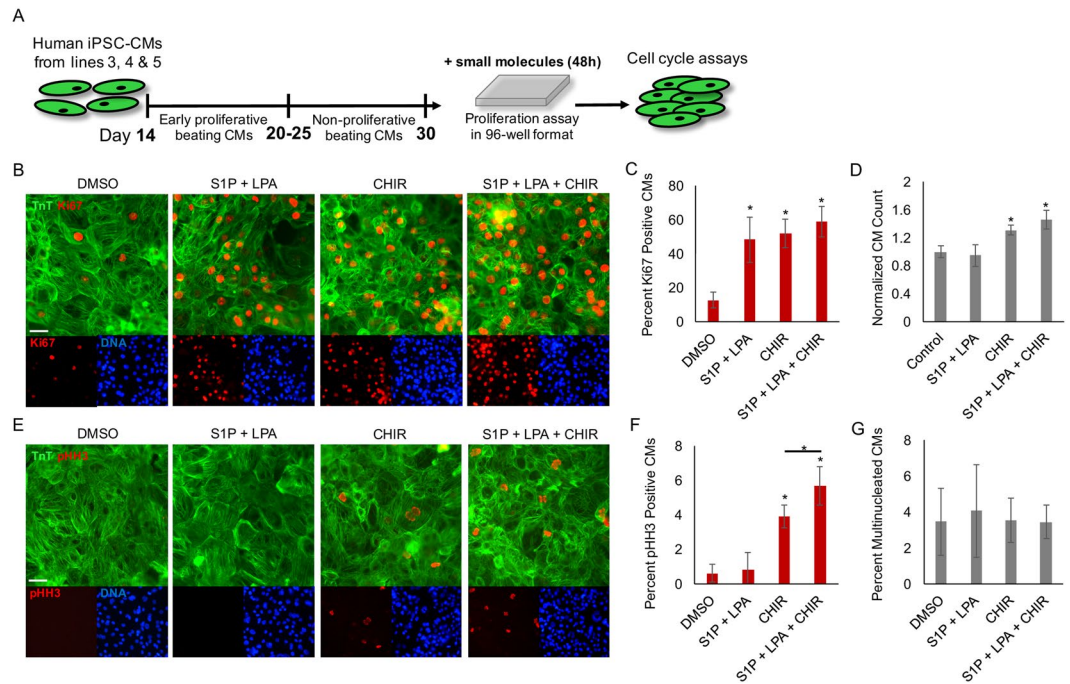 A
Human iPSC-CMs
from lines 3, 4 & 5
+ small molecules (48h)
Cell cycle assays
Day 14
Early proliferative
beating CMs
20-25
Non-proliferative
beating CMs
30
Proliferation assay
in 96-well format
B
DMSO
S1P + LPA
CHIR
S1P + LPA + CHIR
TnT Ki67
Ki67
DNA
C
Percent Ki67 Positive CMs
80
60
40
20
0
*
*
*
DMSO
S1P + LPA
CHIR
S1P + LPA + CHIR
D
Normalized CM Count
2
1.6
1.2
0.8
0.4
0
*
*
Control
S1P + LPA
CHIR
S1P + LPA + CHIR
E
DMSO
S1P + LPA
CHIR
S1P + LPA + CHIR
TnT pHH3
pHH3
DNA
F
Percent pHH3 Positive CMs
8
6
4
2
0
*
*
*
DMSO
S1P + LPA
CHIR
S1P + LPA + CHIR
G
Percent Multinucleated CMs
8
6
4
2
0
DMSO
S1P + LPA
CHIR
S1P + LPA + CHIR